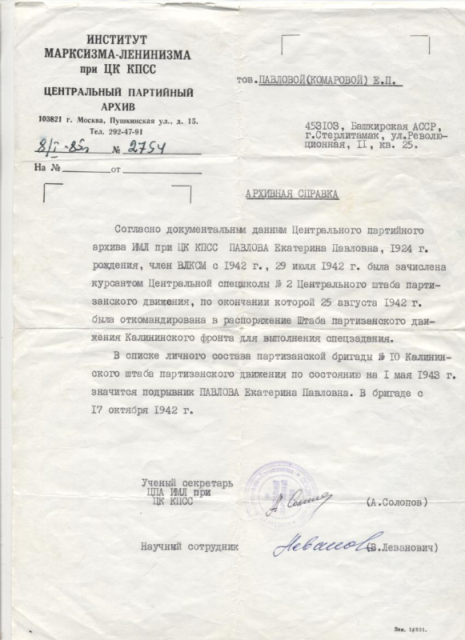 ИНСТИТУТ
МАРКСИЗМА-ЛЕНИНИЗМА
при ЦК КПСС
ЦЕНТРАЛЬНЫЙ ПАРТИЙНЫЙ
АРХИВ
103821 г. Москва, Пушкинская ул., д. 15.
Тел. 292-47-91
№ 2754
На № от
тов. ПАВЛОВОЙ(КОМАРОВОЙ) Е.П.
453103, Башкирская АССР,
г.Стерлитамак, ул.Револю-
ционная, II, кв. 25.
АРХИВНАЯ СПРАВКА
Согласно документальным данным Центрального партийного
архива ИМЛ при ЦК КПСС ПАВЛОВА Екатерина Павловна, 1924 г.
рождения, член ВЛКСМ с 1942 г., 29 июля 1942 г. была зачислена
курсантом Центральной спецшколы № 2 Центрального штаба парти-
занского движения, по окончании которой 25 августа 1942 г.
была откомандирована в распоряжение Штаба партизанского дви-
жения Калининского фронта для выполнения спецзадания.
В списке личного состава партизанской бригады № 10 Калинин-
ского штаба партизанского движения по состоянию на I мая 1943 г.
значится подрывник ПАВЛОВА Екатерина Павловна. В бригаде с
17 октября 1942 г.
Ученый секретарь
ЦПА ИМЛ при
ЦК КПСС
(А.Солопов)
Научный сотрудник
(В.Леванович)